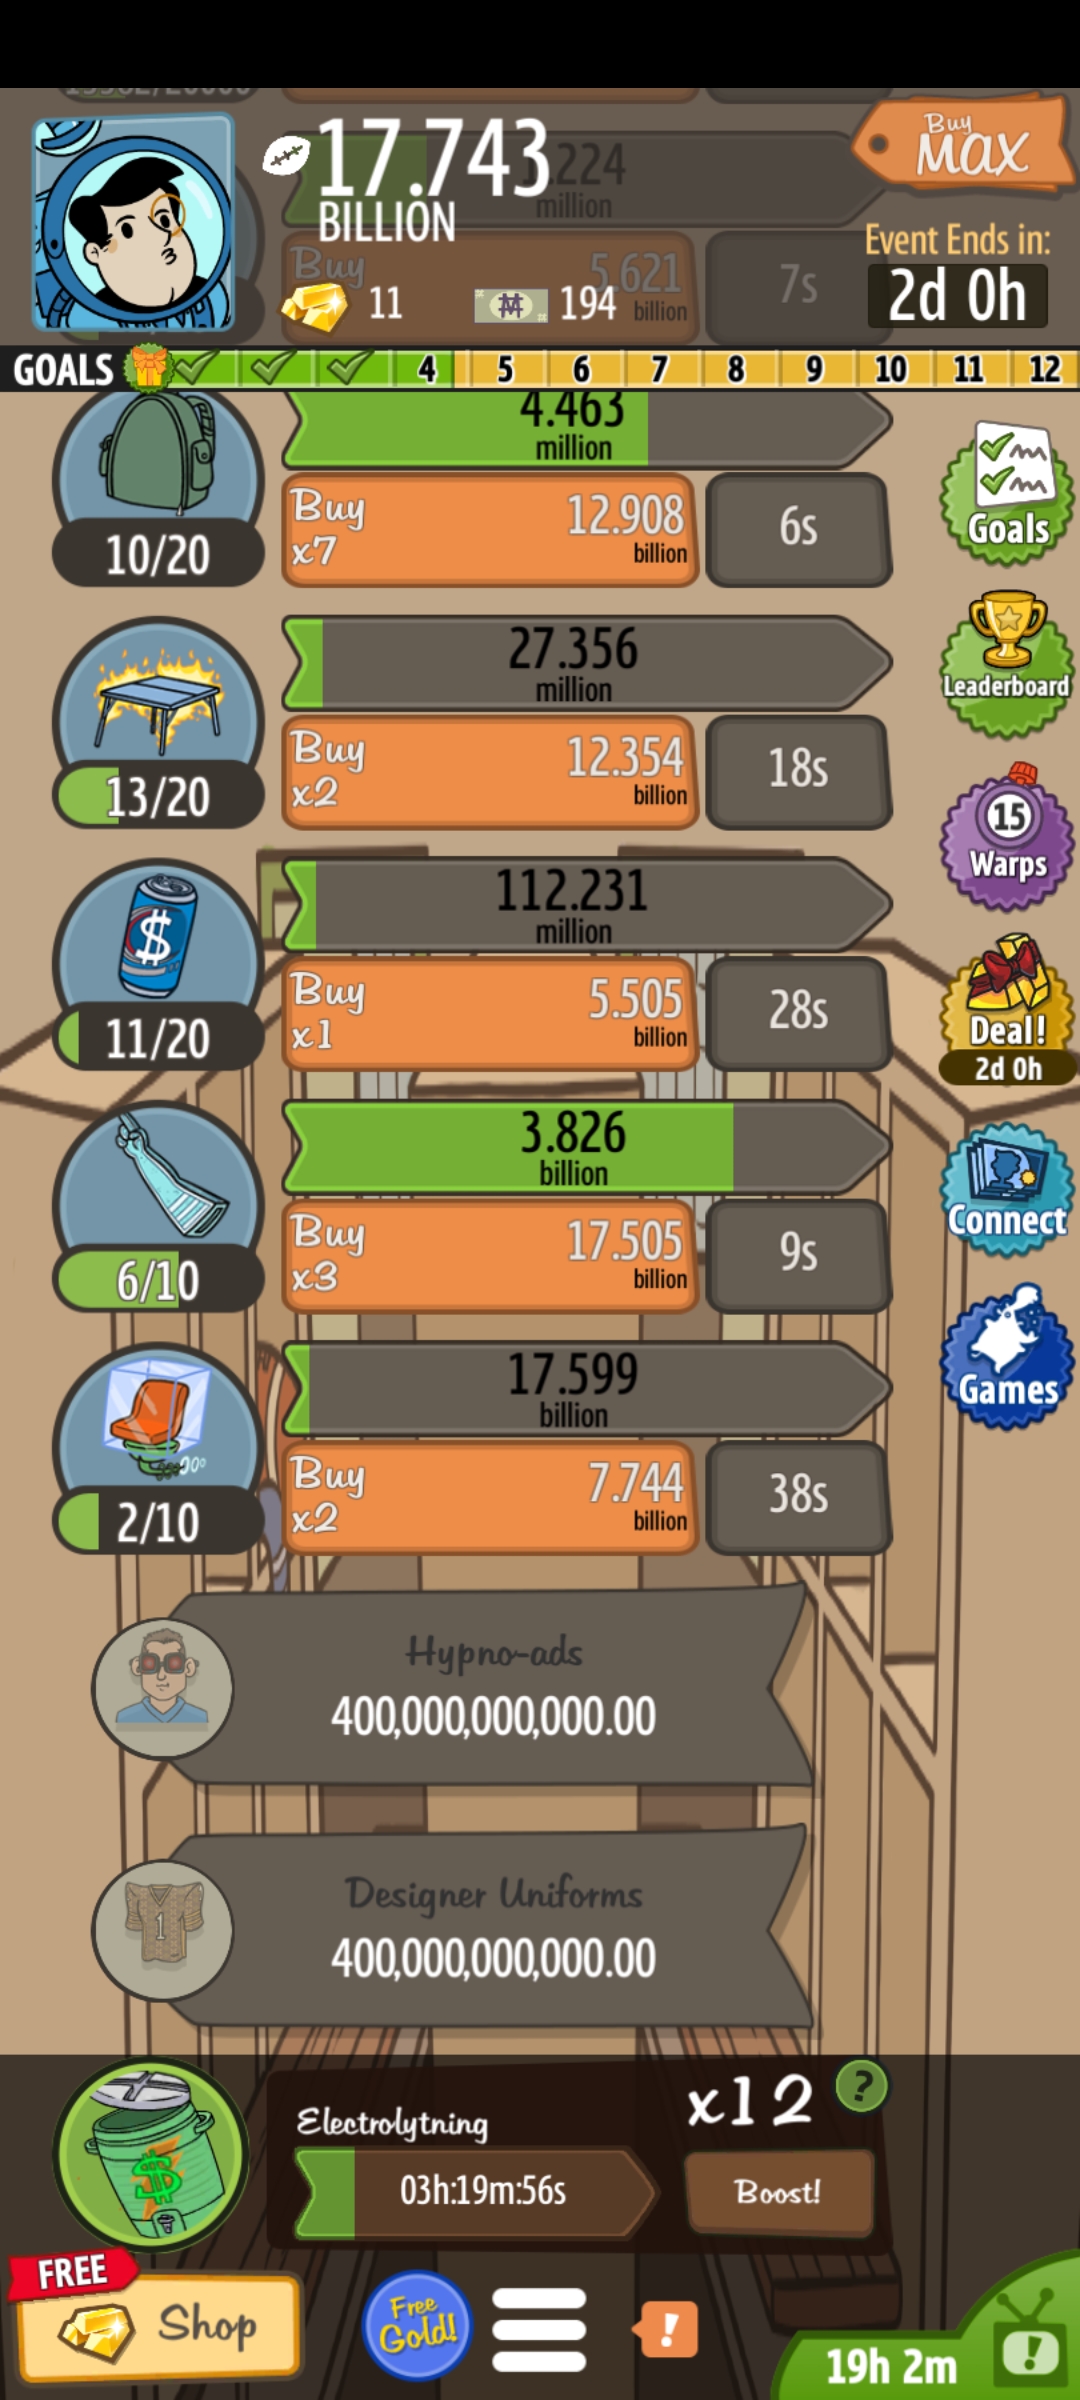 17.743
BILLION
.224
million
Buy
MAX
Event Ends in:
2d 0h
Buy
5.621
billion
7s
11
194
GOALS
4
5
6
7
8
9
10
11
12
4.463
million
10/20
Buy
x7
12.908
billion
6s
Goals
27.356
million
13/20
Buy
x2
12.354
billion
18s
Leaderboard
15
Warps
112.231
million
$
11/20
Buy
x1
5.505
billion
28s
Deal!
2d 0h
3.826
billion
6/10
Buy
x3
17.505
billion
9s
Connect
17.599
billion
2/10
Buy
x2
7.744
billion
38s
Games
Hypno-ads
400,000,000,000.00
Designer Uniforms
1
400,000,000,000.00
$
Electrolytning
03h:19m:56s
x12
?
Boost!
FREE
Shop
Free
Gold!
!
19h 2m
!